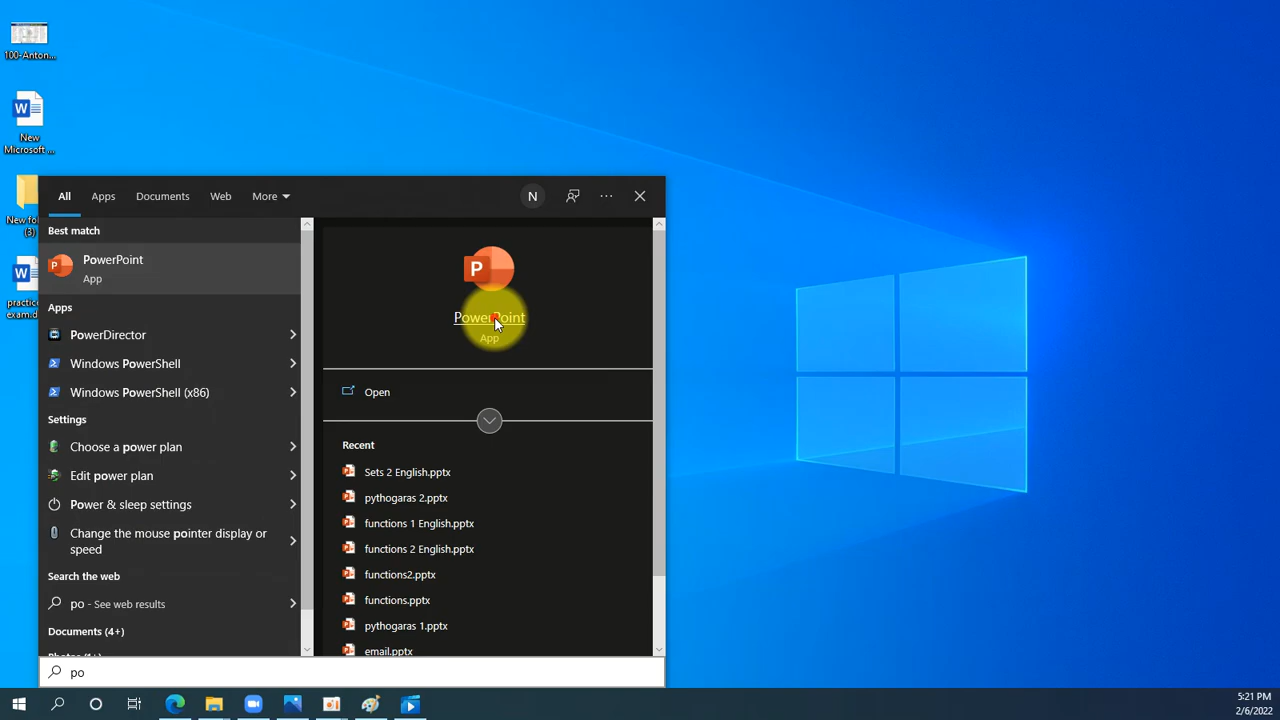 100-Anton...
New
Microsoft ...
New fol
(3)
practic
exam.d
All
Apps
Documents
Web
More
N
Best match
PowerPoint
App
Apps
PowerDirector
Windows PowerShell
Windows PowerShell (x86)
Settings
Choose a power plan
Edit power plan
Power & sleep settings
Change the mouse pointer display or
speed
Search the web
po - See web results
Documents (4+)
PowerPoint
App
Open
Recent
Sets 2 English.pptx
pythogaras 2.pptx
functions 1 English.pptx
functions 2 English.pptx
functions2.pptx
functions.pptx
pythogaras 1.pptx
email.pptx
po
5:21 PM
2/6/2022